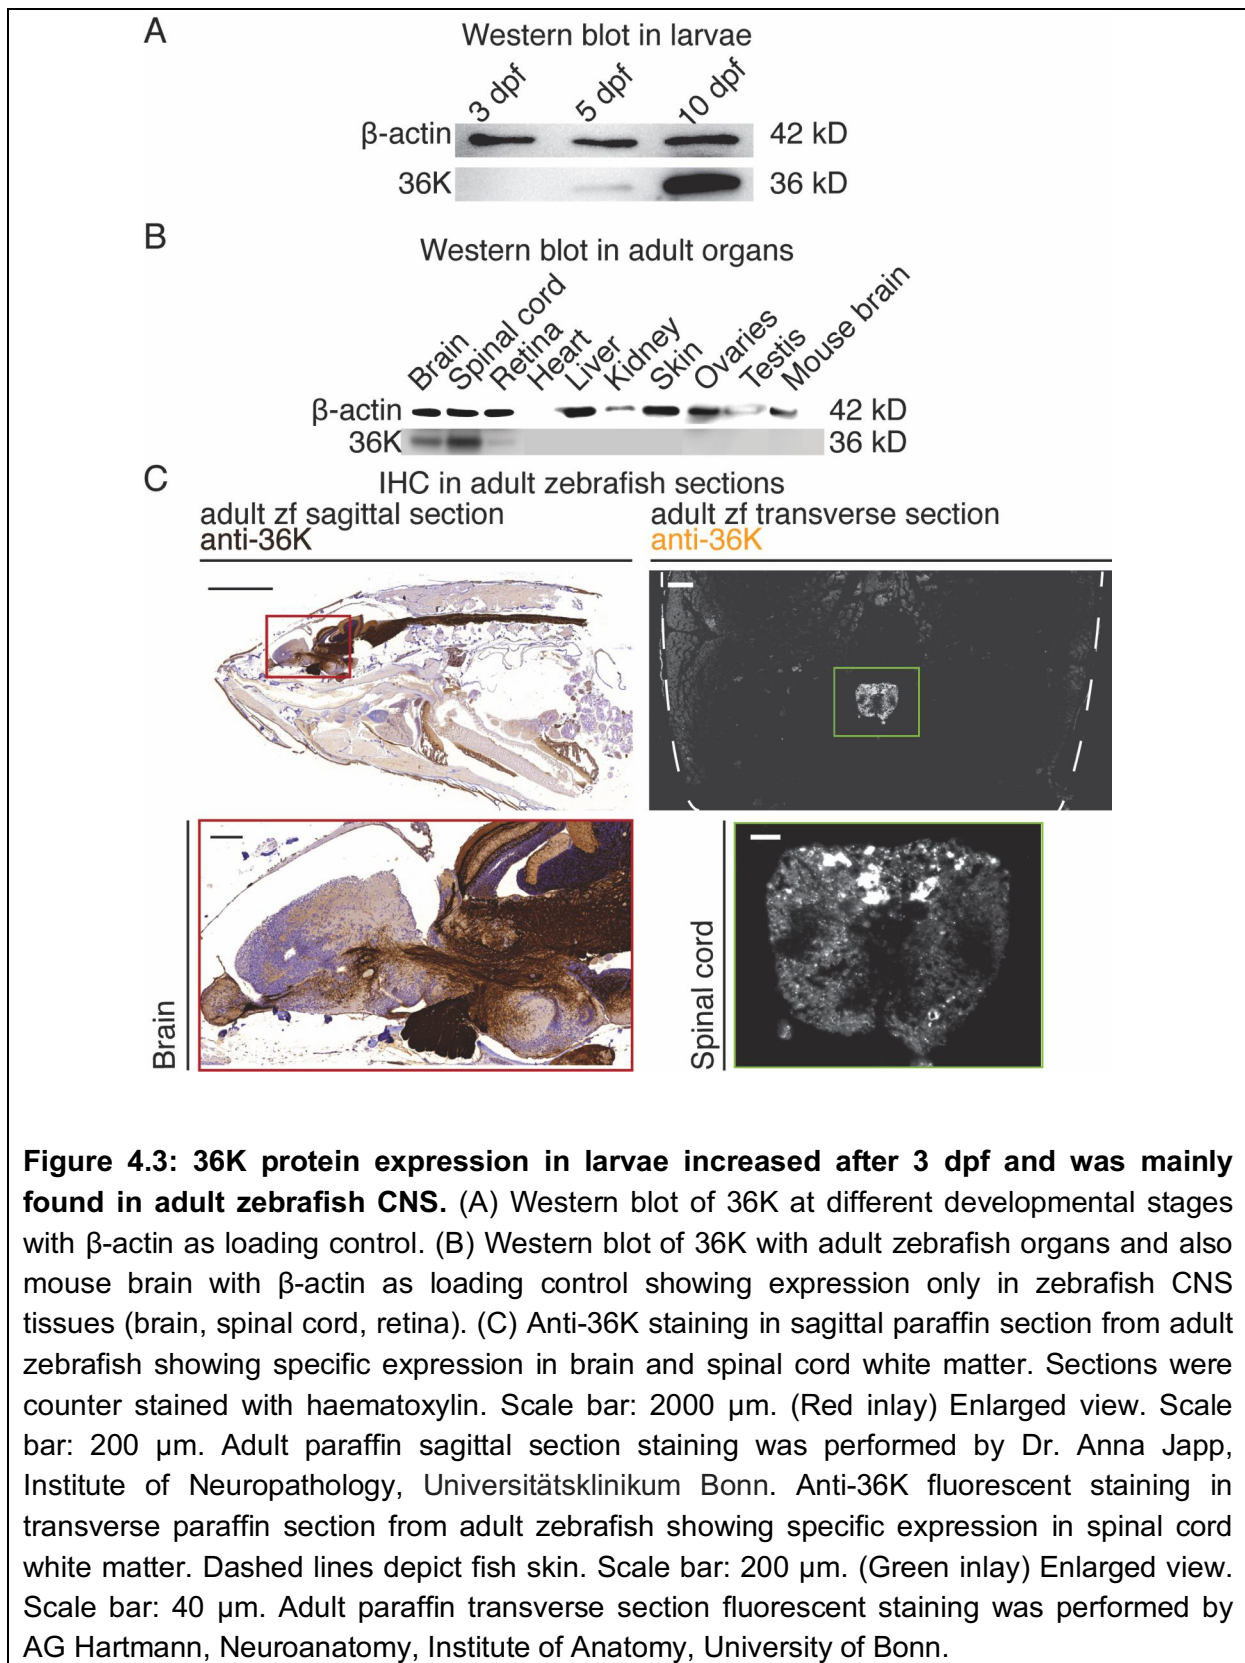 A
Western blot in larvae
3 dpf
5 dpf
10 dpf
β-actin
42 kD
36K
36 kD
B
Western blot in adult organs
Brain
Spinal cord
Retina
Heart
Liver
Kidney
Skin
Ovaries
Testis
Mouse brain
β-actin
42 kD
36K
36 kD
C
IHC in adult zebrafish sections
adult zf sagittal section
anti-36K
adult zf transverse section
anti-36K
Brain
Spinal cord
Figure 4.3: 36K protein expression in larvae increased after 3 dpf and was mainly
found in adult zebrafish CNS. (A) Western blot of 36K at different developmental stages
with β-actin as loading control. (B) Western blot of 36K with adult zebrafish organs and also
mouse brain with β-actin as loading control showing expression only in zebrafish CNS
tissues (brain, spinal cord, retina). (C) Anti-36K staining in sagittal paraffin section from adult
zebrafish showing specific expression in brain and spinal cord white matter. Sections were
counter stained with haematoxylin. Scale bar: 2000 μm. (Red inlay) Enlarged view. Scale
bar: 200 μm. Adult paraffin sagittal section staining was performed by Dr. Anna Japp,
Institute of Neuropathology, Universitätsklinikum Bonn. Anti-36K fluorescent staining in
transverse paraffin section from adult zebrafish showing specific expression in spinal cord
white matter. Dashed lines depict fish skin. Scale bar: 200 μm. (Green inlay) Enlarged view.
Scale bar: 40 μm. Adult paraffin transverse section fluorescent staining was performed by
AG Hartmann, Neuroanatomy, Institute of Anatomy, University of Bonn.